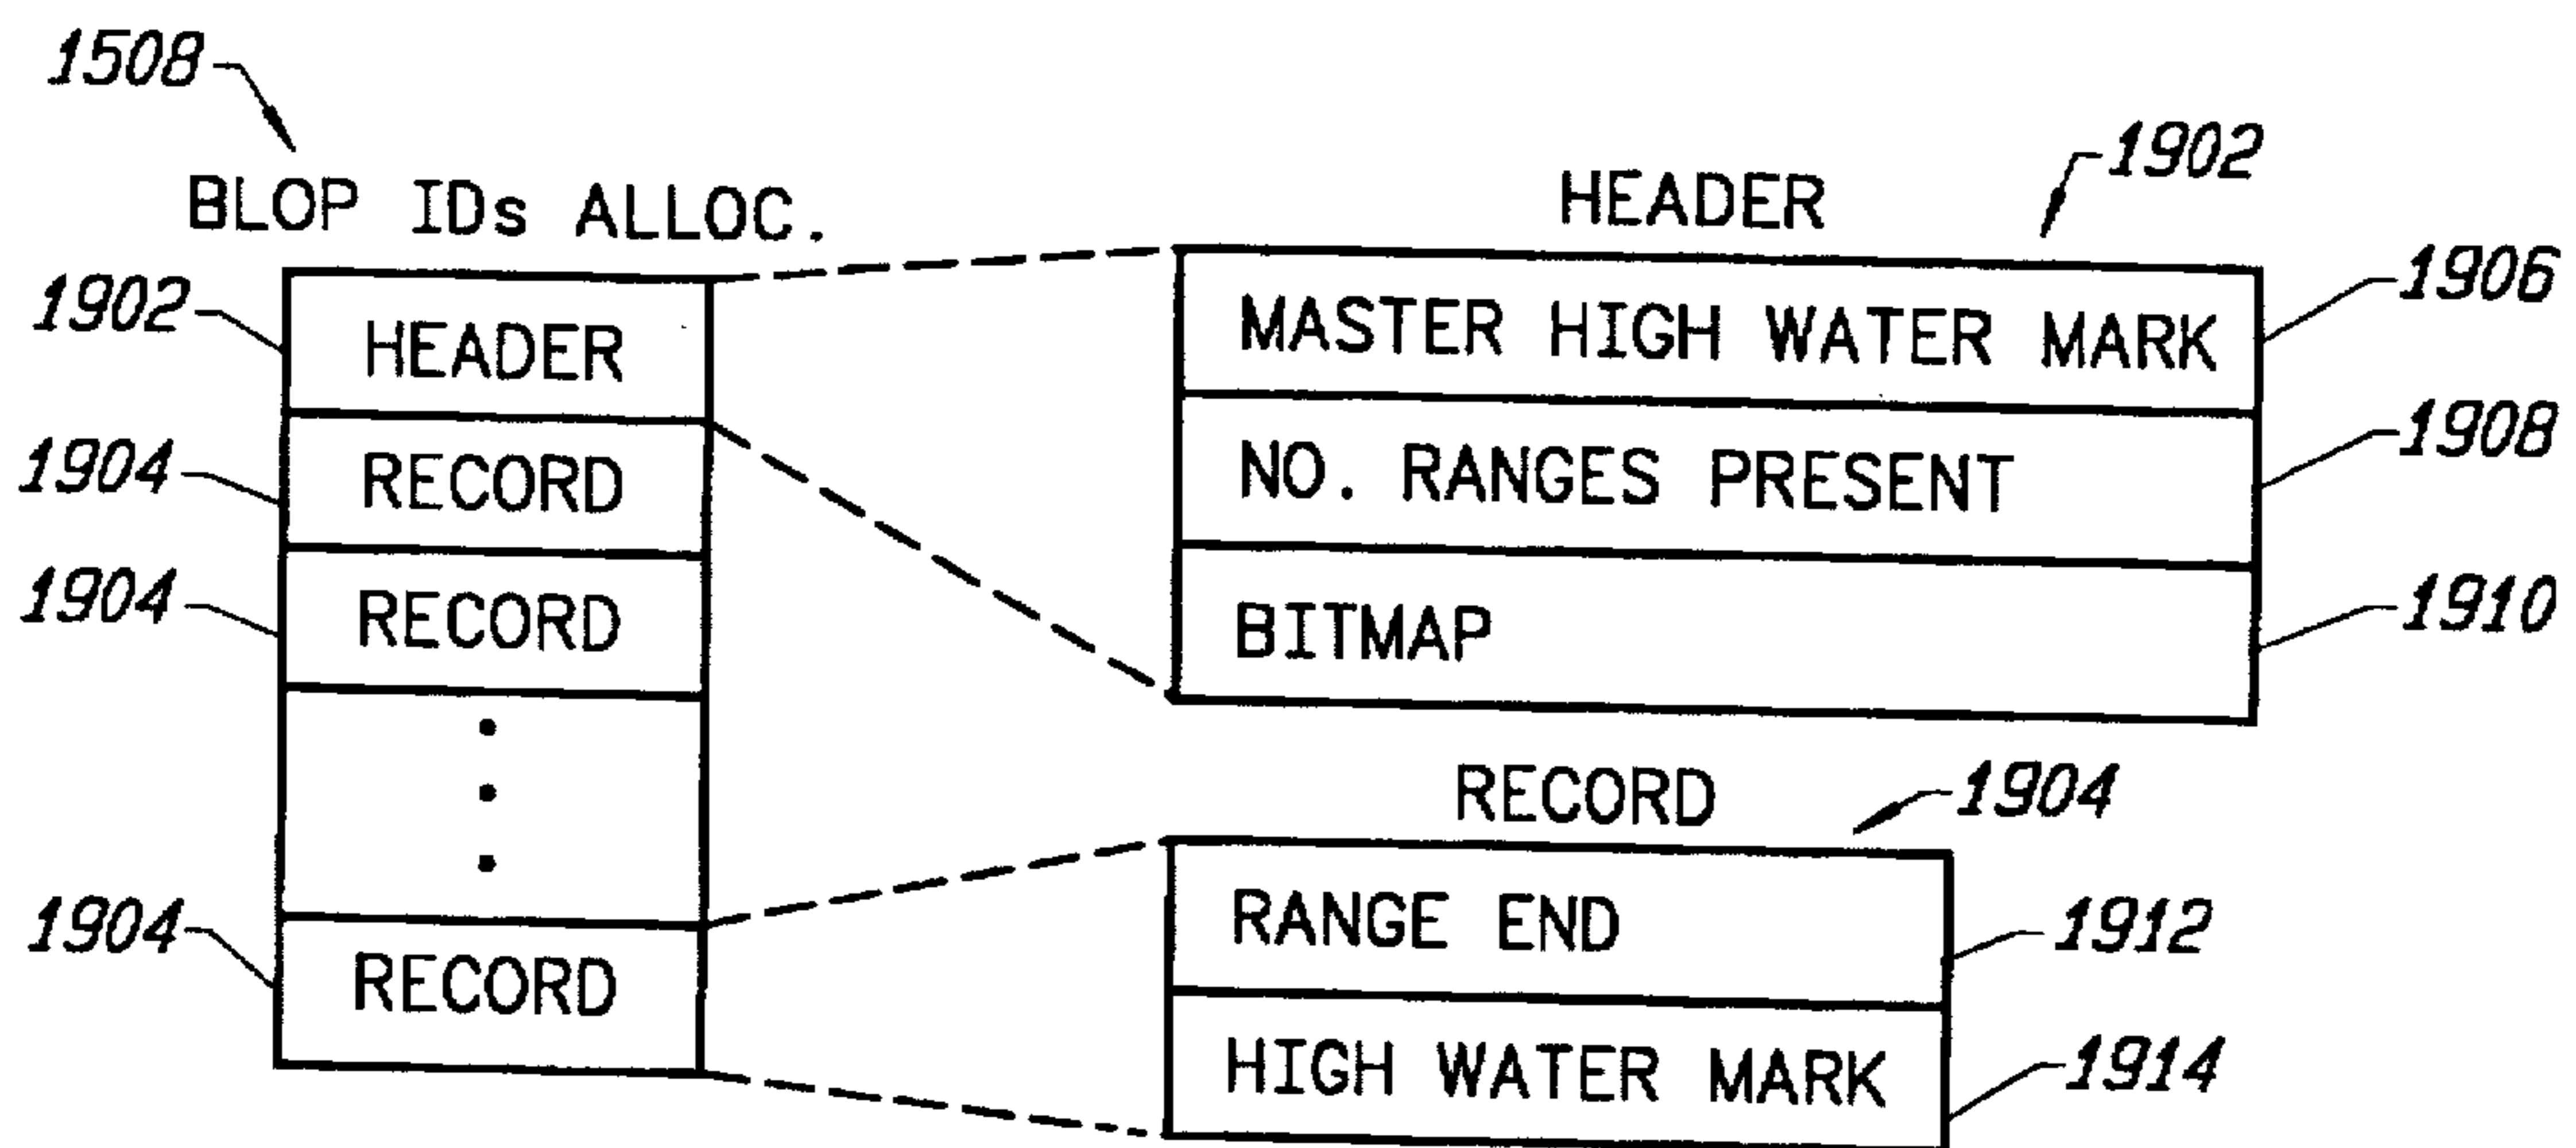 1508
BLOP IDs ALLOC.
1902
HEADER
1904
RECORD
1904
RECORD
1904
RECORD
HEADER
1902
MASTER HIGH WATER MARK
1906
NO. RANGES PRESENT
1908
BITMAP
1910
RECORD
1904
RANGE END
1912
HIGH WATER MARK
1914